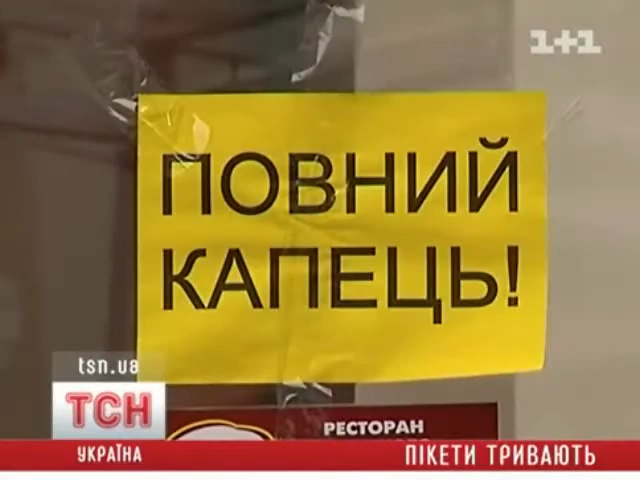 1+1
ПОВНИЙ
КАПЕЦЬ!
tsn.ua
ТСН
РЕСТОРАН
УКРАЇНА
ПІКЕТИ ТРИВАЮТЬ